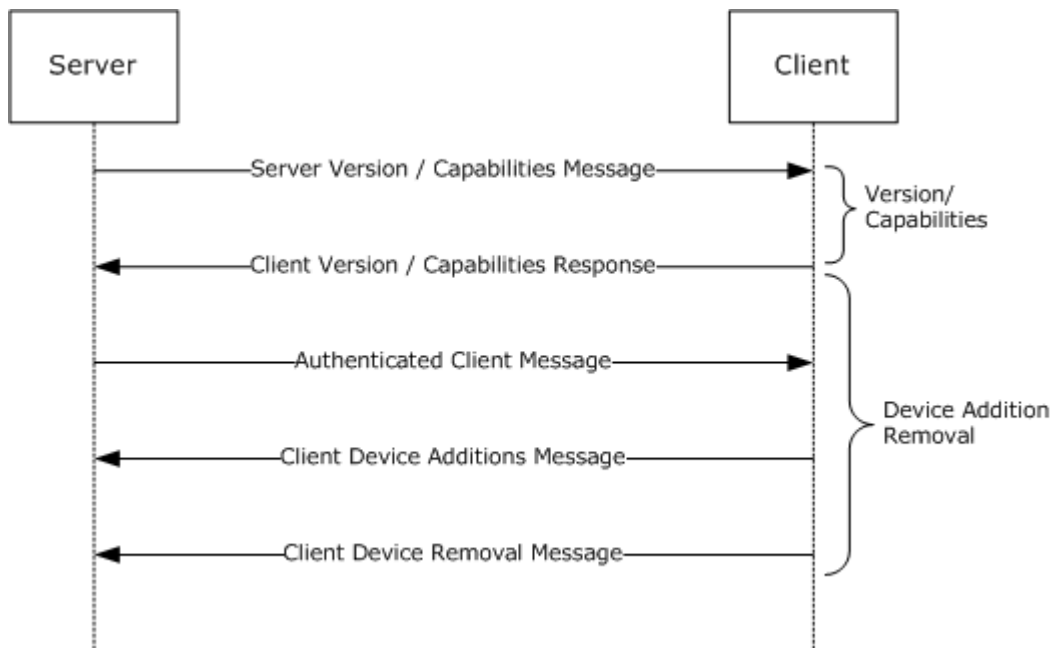 Server
Client
Server Version / Capabilities Message
Version/
Capabilities
Client Version / Capabilities Response
Authenticated Client Message
Device Addition
Removal
Client Device Additions Message
Client Device Removal Message